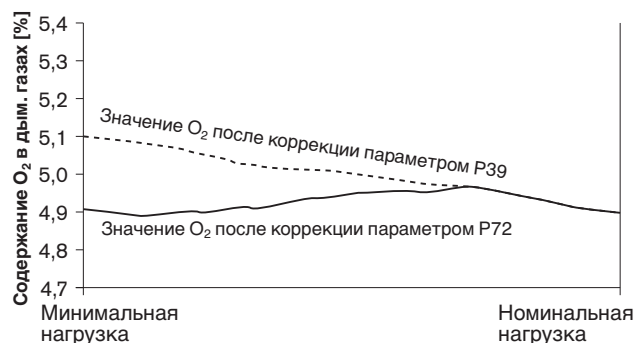 Содержание O₂ в дым. газах [%]
5,4
5,3
5,2
5,1
5,0
4,9
4,8
4,7
Значение O₂ после коррекции параметром P39
Значение O₂ после коррекции параметром P72
Минимальная
нагрузка
Номинальная
нагрузка